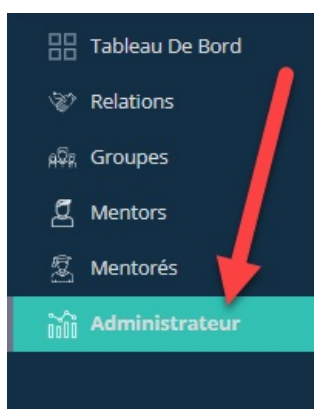 Tableau De Bord
Relations
Groupes
Mentors
Mentorés
Administrateur